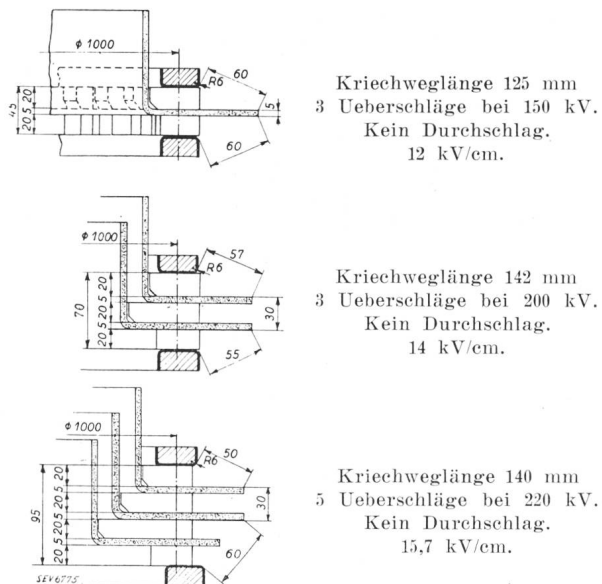 ϕ 1000
R6
60
5
45
20 5 20
60
Kriechweglänge 125 mm
3 Ueberschläge bei 150 kV.
Kein Durchschlag.
12 kV/cm.
ϕ 1000
57
R6
70
20 5 20 5 20
30
55
Kriechweglänge 142 mm
3 Ueberschläge bei 200 kV.
Kein Durchschlag.
14 kV/cm.
ϕ 1000
50
R6
95
20 5 20 5 20 5 20
30
60
SEV6775
Kriechweglänge 140 mm
5 Ueberschläge bei 220 kV.
Kein Durchschlag.
15,7 kV/cm.